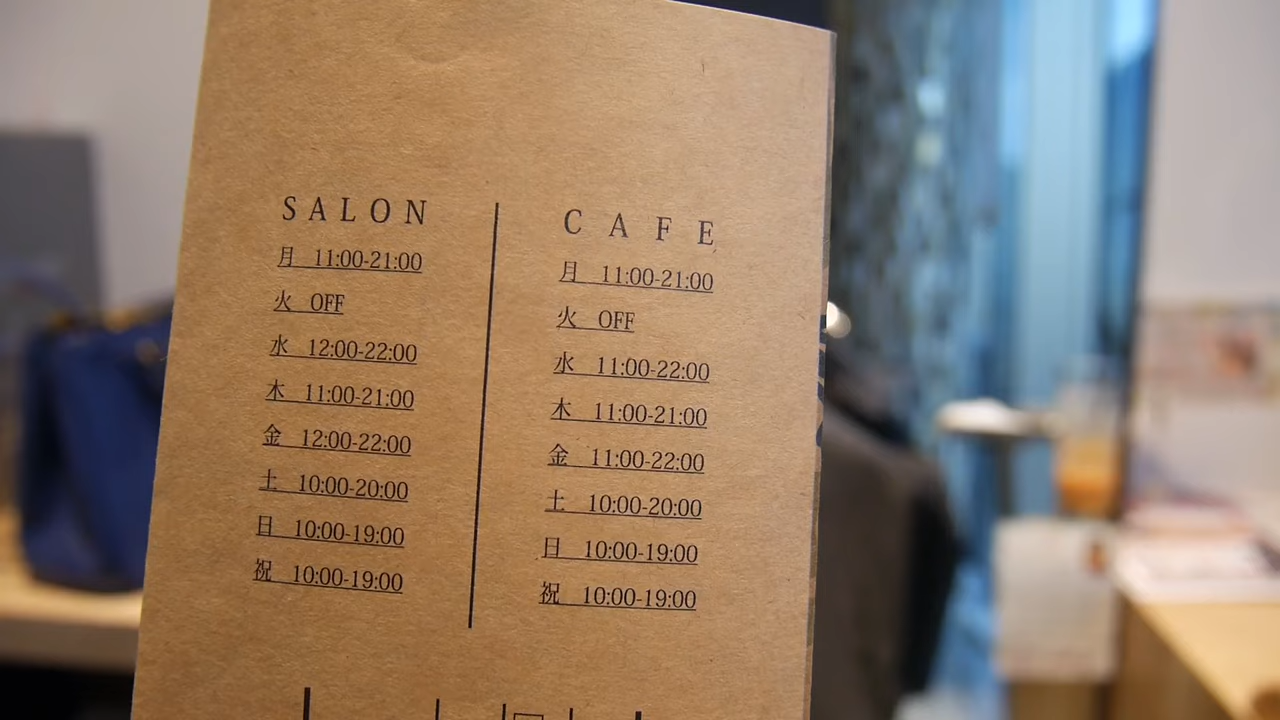 SALON
月 11:00-21:00
火 OFF
水 12:00-22:00
木 11:00-21:00
金 12:00-22:00
土 10:00-20:00
日 10:00-19:00
祝 10:00-19:00
CAFE
月 11:00-21:00
火 OFF
水 11:00-22:00
木 11:00-21:00
金 11:00-22:00
土 10:00-20:00
日 10:00-19:00
祝 10:00-19:00